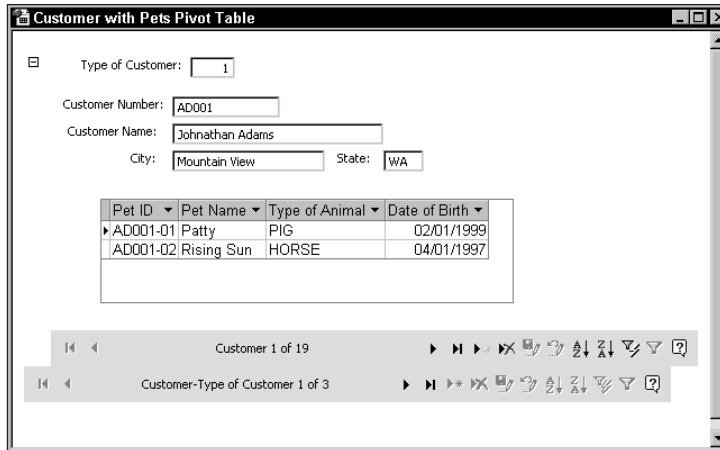 Customer with Pets Pivot Table
Type of Customer: 1
Customer Number: AD001
Customer Name: Johnathan Adams
City: Mountain View State: WA
Pet ID Pet Name Type of Animal Date of Birth
AD001-01 Patty PIG 02/01/1999
AD001-02 Rising Sun HORSE 04/01/1997
Customer 1 of 19
Customer-Type of Customer 1 of 3